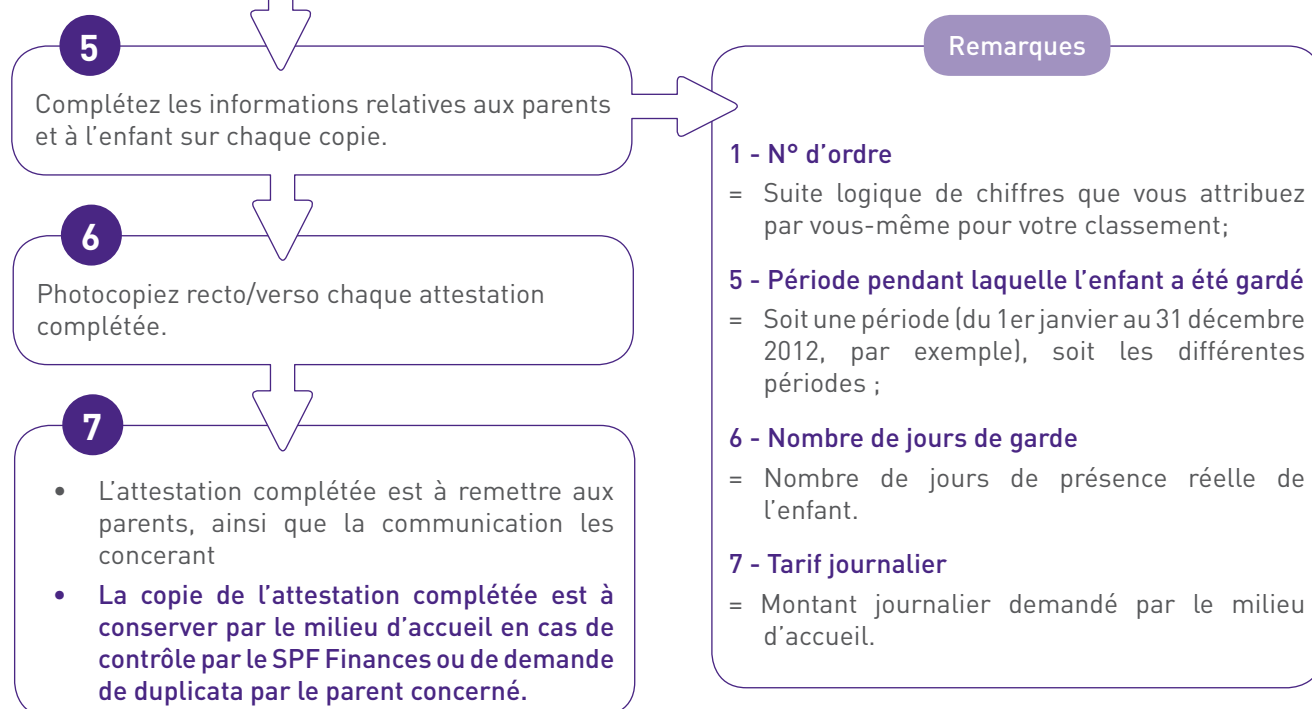 5
Complétez les informations relatives aux parents
et à l’enfant sur chaque copie.
6
Photocopiez recto/verso chaque attestation
complétée.
7
• L’attestation complétée est à remettre aux
parents, ainsi que la communication les
concerant
• La copie de l’attestation complétée est à
conserver par le milieu d’accueil en cas de
contrôle par le SPF Finances ou de demande
de duplicata par le parent concerné.
Remarques
1 - N° d’ordre
= Suite logique de chiffres que vous attribuez
par vous-même pour votre classement;
5 - Période pendant laquelle l’enfant a été gardé
= Soit une période (du 1er janvier au 31 décembre
2012, par exemple), soit les différentes
périodes ;
6 - Nombre de jours de garde
= Nombre de jours de présence réelle de
l’enfant.
7 - Tarif journalier
= Montant journalier demandé par le milieu
d’accueil.